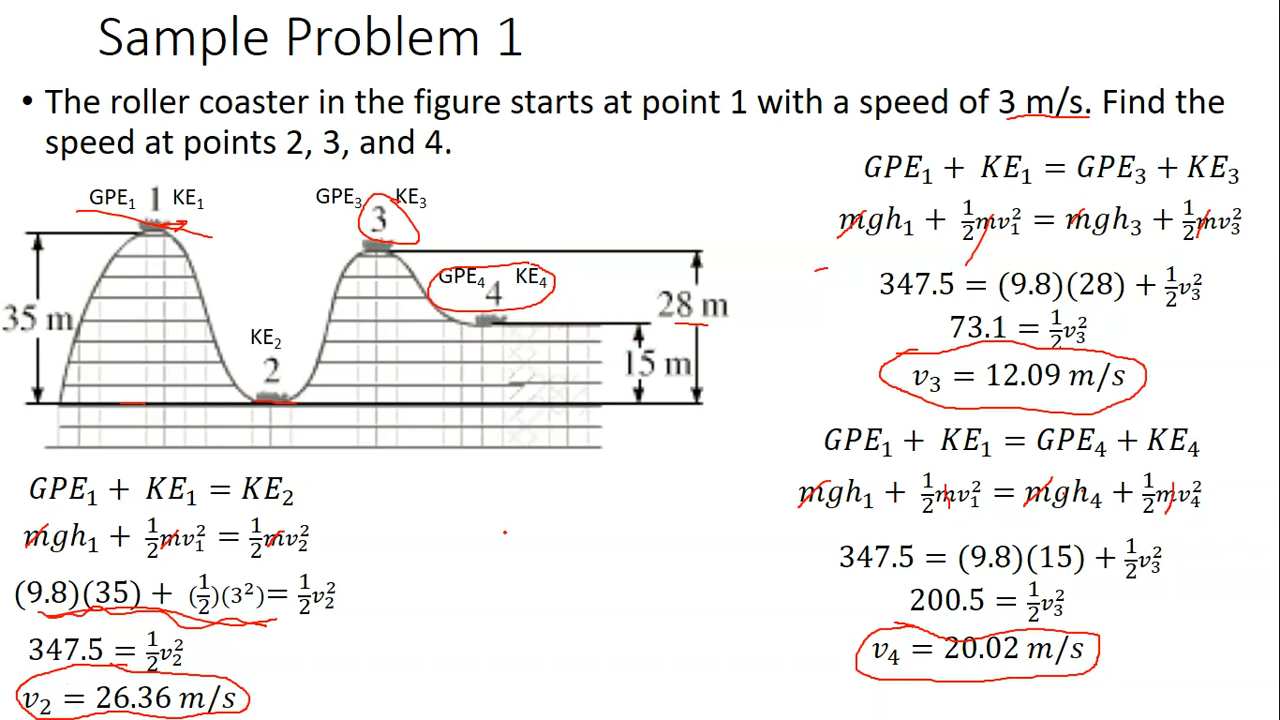 Sample Problem 1
• The roller coaster in the figure starts at point 1 with a speed of 3 m/s. Find the
speed at points 2, 3, and 4.
GPE₁ 1 KE₁
GPE₃ KE₃
3
GPE₄ KE₄
4
KE₂
2
35 m
28 m
15 m
GPE₁ + KE₁ = KE₂
mgh₁ + ½mv₁² = ½mv₂²
(9.8)(35) + (½)(3²) = ½v₂²
347.5 = ½v₂²
v₂ = 26.36 m/s
GPE₁ + KE₁ = GPE₃ + KE₃
mgh₁ + ½mv₁² = mgh₃ + ½mv₃²
347.5 = (9.8)(28) + ½v₃²
73.1 = ½v₃²
v₃ = 12.09 m/s
GPE₁ + KE₁ = GPE₄ + KE₄
mgh₁ + ½mv₁² = mgh₄ + ½mv₄²
347.5 = (9.8)(15) + ½v₃²
200.5 = ½v₃²
v₄ = 20.02 m/s